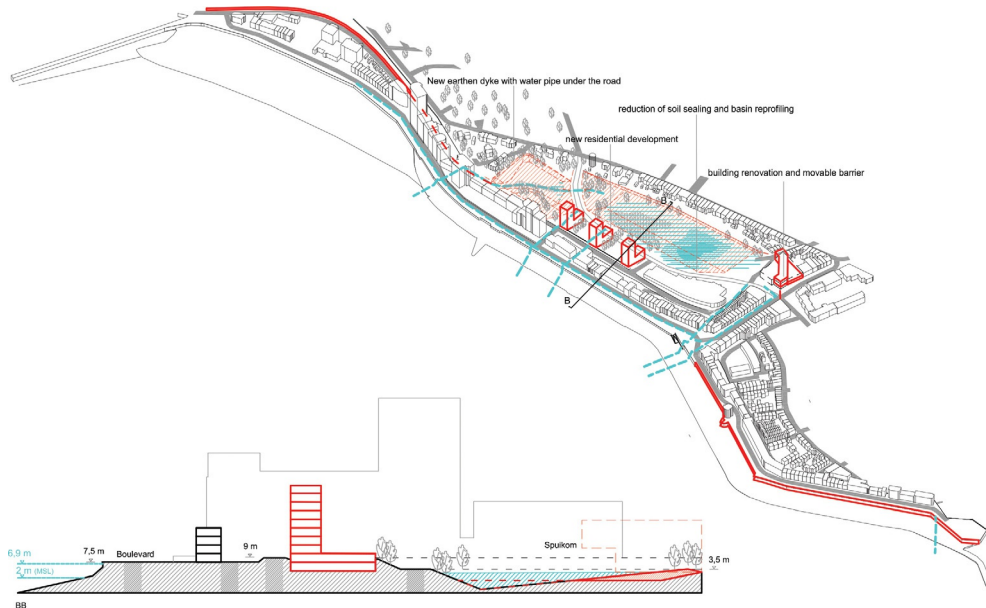 New earthen dyke with water pipe under the road
reduction of soil sealing and basin reprofiling
new residential development
building renovation and movable barrier
B
B
6,9 m
7,5 m
Boulevard
9 m
Spuikom
3,5 m
2 m (MSL)
BB